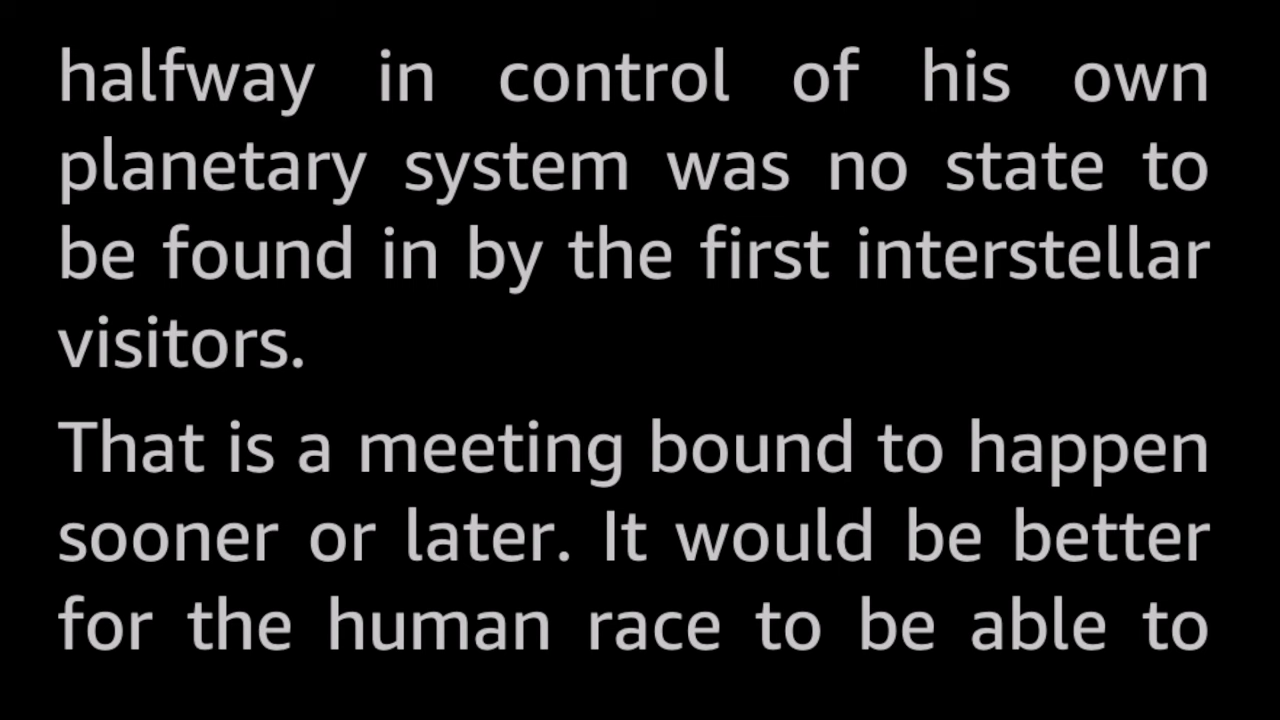 halfway in control of his own
planetary system was no state to
be found in by the first interstellar
visitors.
That is a meeting bound to happen
sooner or later. It would be better
for the human race to be able to